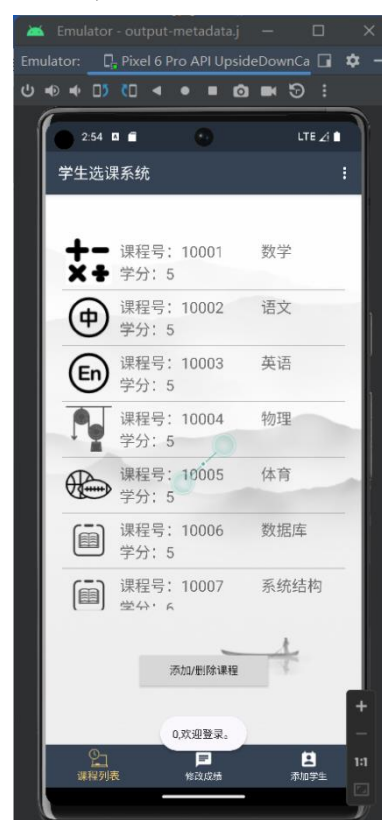 Emulator - output-metadata.j
Emulator: Pixel 6 Pro API UpsideDownCa
2:54 LTE
学生选课系统
课程号：10001 数学
学分：5
中 课程号：10002 语文
学分：5
En 课程号：10003 英语
学分：5
课程号：10004 物理
学分：5
课程号：10005 体育
学分：5
课程号：10006 数据库
学分：5
课程号：10007 系统结构
学分：6
添加/删除课程
0,欢迎登录。
课程列表 修改成绩 添加学生
1:1